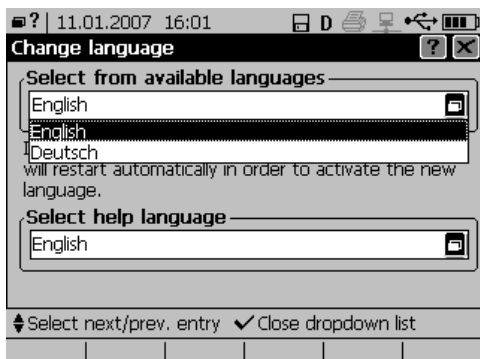 ? 11.01.2007 16:01 D
Change language ? X
Select from available languages
English
English
Deutsch
will restart automatically in order to activate the new
language.
Select help language
English
Select next/prev. entry Close dropdown list